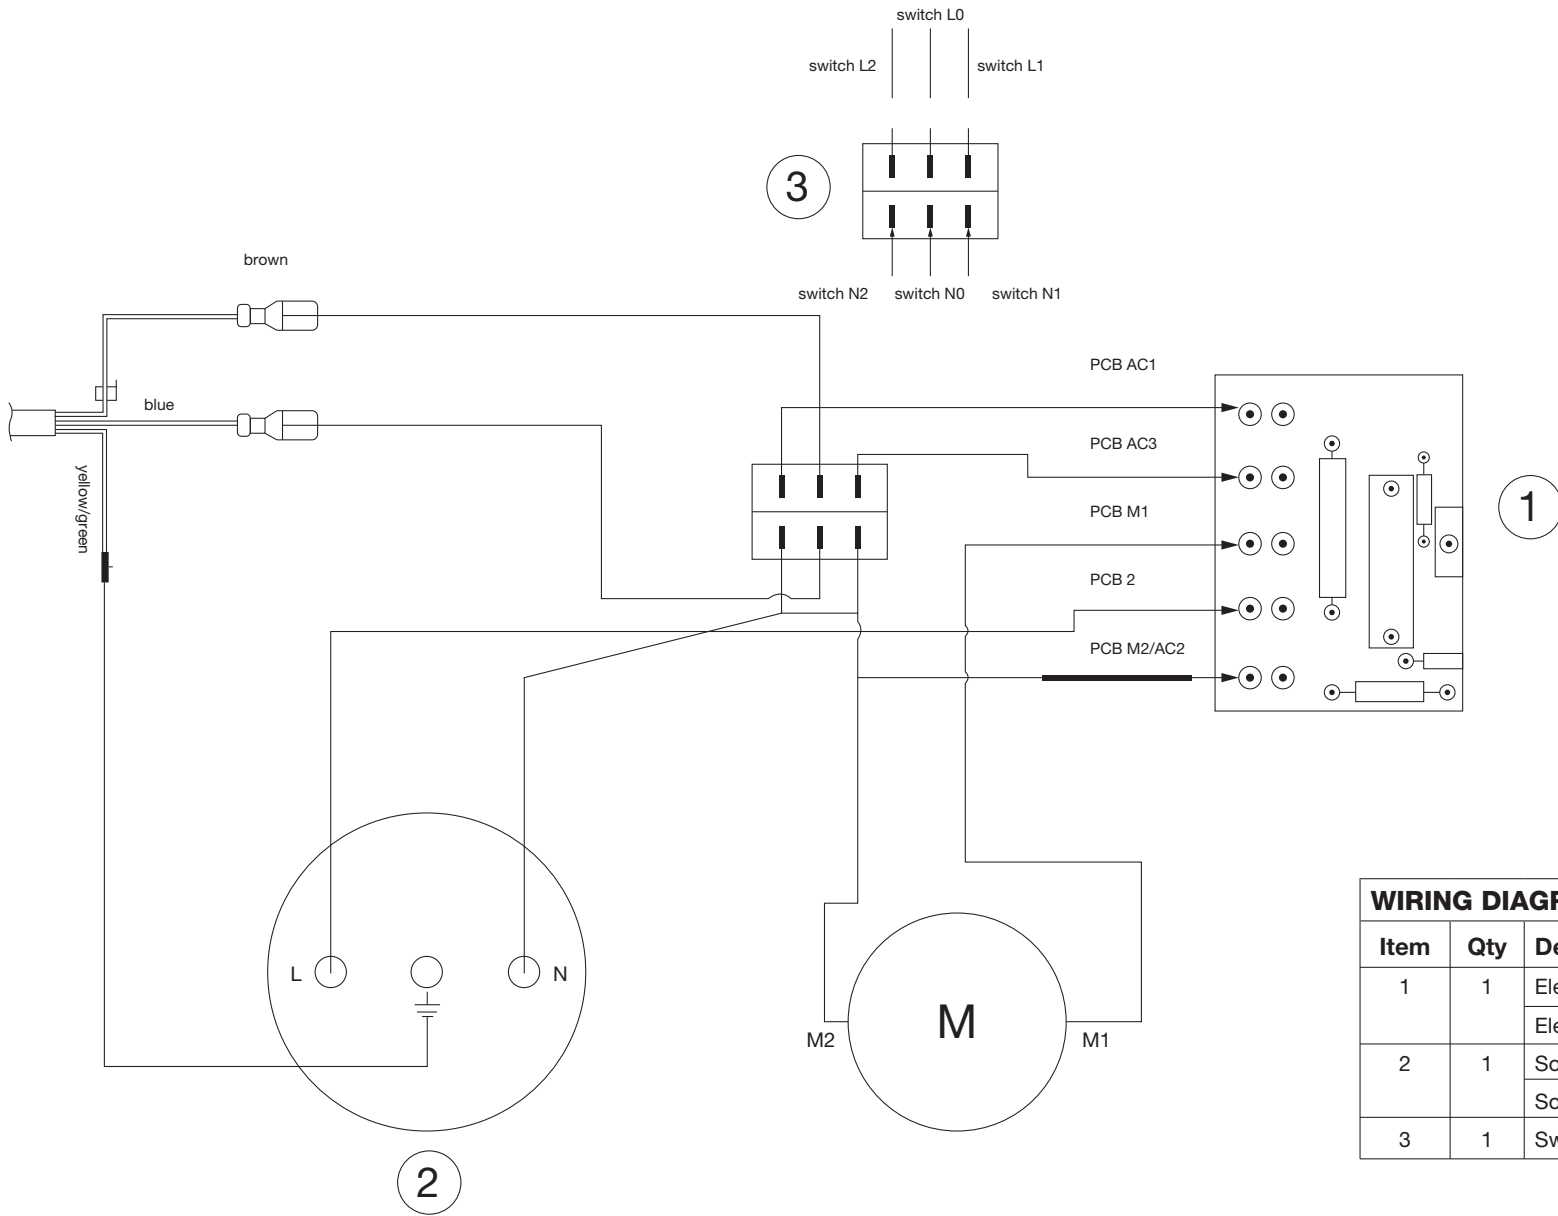 switch L0
switch L2
switch L1
3
switch N2
switch N0
switch N1
brown
blue
yellow/green
PCB AC1
PCB AC3
PCB M1
PCB 2
PCB M2/AC2
1
L
N
2
M
M2
M1
WIRING DIAGR
Item Qty De
1 1 Ele
Ele
2 1 So
So
3 1 Sw